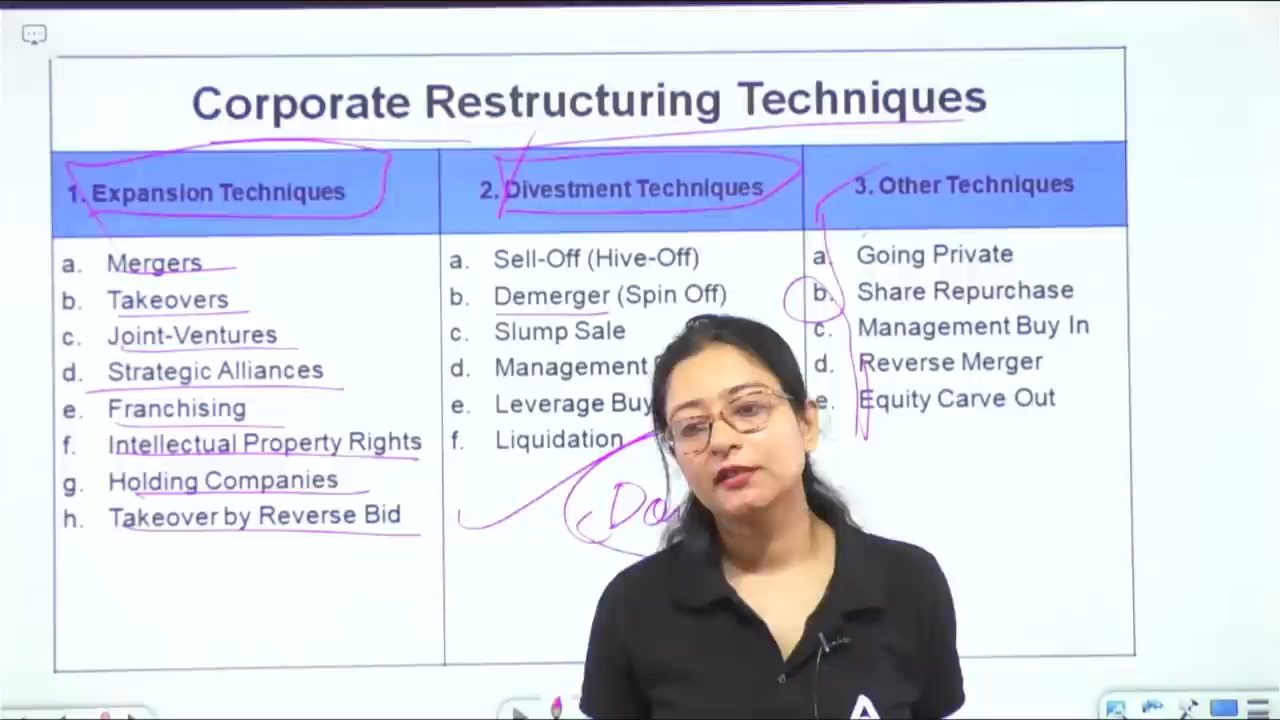 Corporate Restructuring Techniques
1. Expansion Techniques
a. Mergers
b. Takeovers
c. Joint-Ventures
d. Strategic Alliances
e. Franchising
f. Intellectual Property Rights
g. Holding Companies
h. Takeover by Reverse Bid
2. Divestment Techniques
a. Sell-Off (Hive-Off)
b. Demerger (Spin Off)
c. Slump Sale
d. Management
e. Leverage Buy
f. Liquidation
3. Other Techniques
a. Going Private
b. Share Repurchase
c. Management Buy In
d. Reverse Merger
e. Equity Carve Out